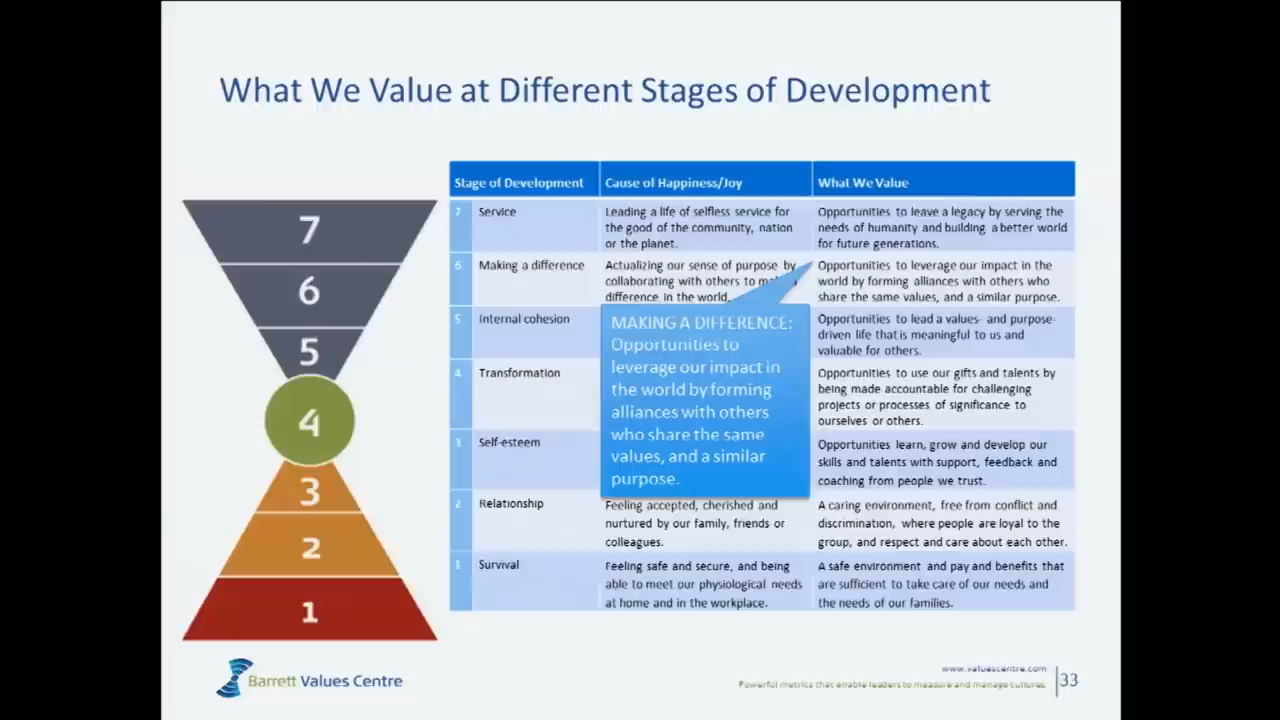 What We Value at Different Stages of Development
Stage of Development
Cause of Happiness/Joy
What We Value
7
Service
Leading a life of selfless service for
the good of the community, nation
or the planet.
Opportunities to leave a legacy by serving the
needs of humanity and building a better world
for future generations.
6
Making a difference
Actualizing our sense of purpose by
collaborating with others to
difference in the world.
Opportunities to leverage our impact in the
world by forming alliances with others who
share the same values, and a similar purpose.
5
Internal cohesion
Opportunities to lead a values- and purpose-
driven life that is meaningful to us and
valuable for others.
4
Transformation
Opportunities to use our gifts and talents by
being made accountable for challenging
projects or processes of significance to
ourselves or others.
3
Self-esteem
Opportunities learn, grow and develop our
skills and talents with support, feedback and
coaching from people we trust.
2
Relationship
Feeling accepted, cherished and
nurtured by our family, friends or
colleagues.
A caring environment, free from conflict and
discrimination, where people are loyal to the
group, and respect and care about each other.
1
Survival
Feeling safe and secure, and being
able to meet our physiological needs
at home and in the workplace.
A safe environment and pay and benefits that
are sufficient to take care of our needs and
the needs of our families.
MAKING A DIFFERENCE:
Opportunities to
leverage our impact in
the world by forming
alliances with others
who share the same
values, and a similar
purpose.
7
6
5
4
3
2
1
Barrett Values Centre
www.valuescentre.com
Powerful metrics that enable leaders to measure and manage cultures.
33